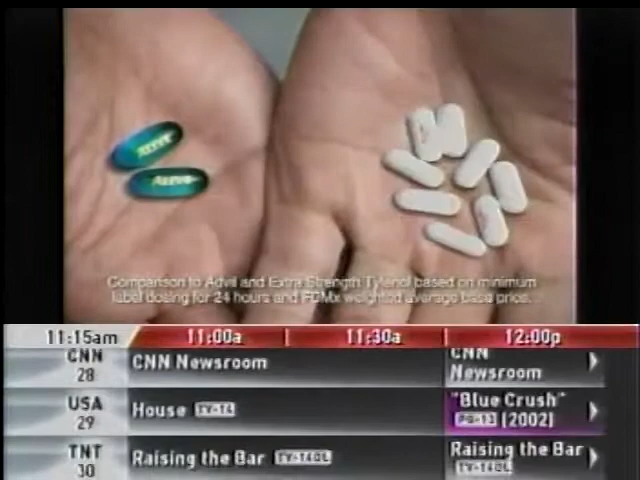 ALEVE
ALEVE
Comparison to Advil and Extra Strength Tylenol based on minimum
label dosing for 24 hours and FDMx weighted average base price.
11:15am 11:00a 11:30a 12:00p
CNN 28 CNN Newsroom CNN Newsroom
USA 29 House TV-14 "Blue Crush" PG-13 (2002)
TNT 30 Raising the Bar TV-14DL Raising the Bar TV-14DL